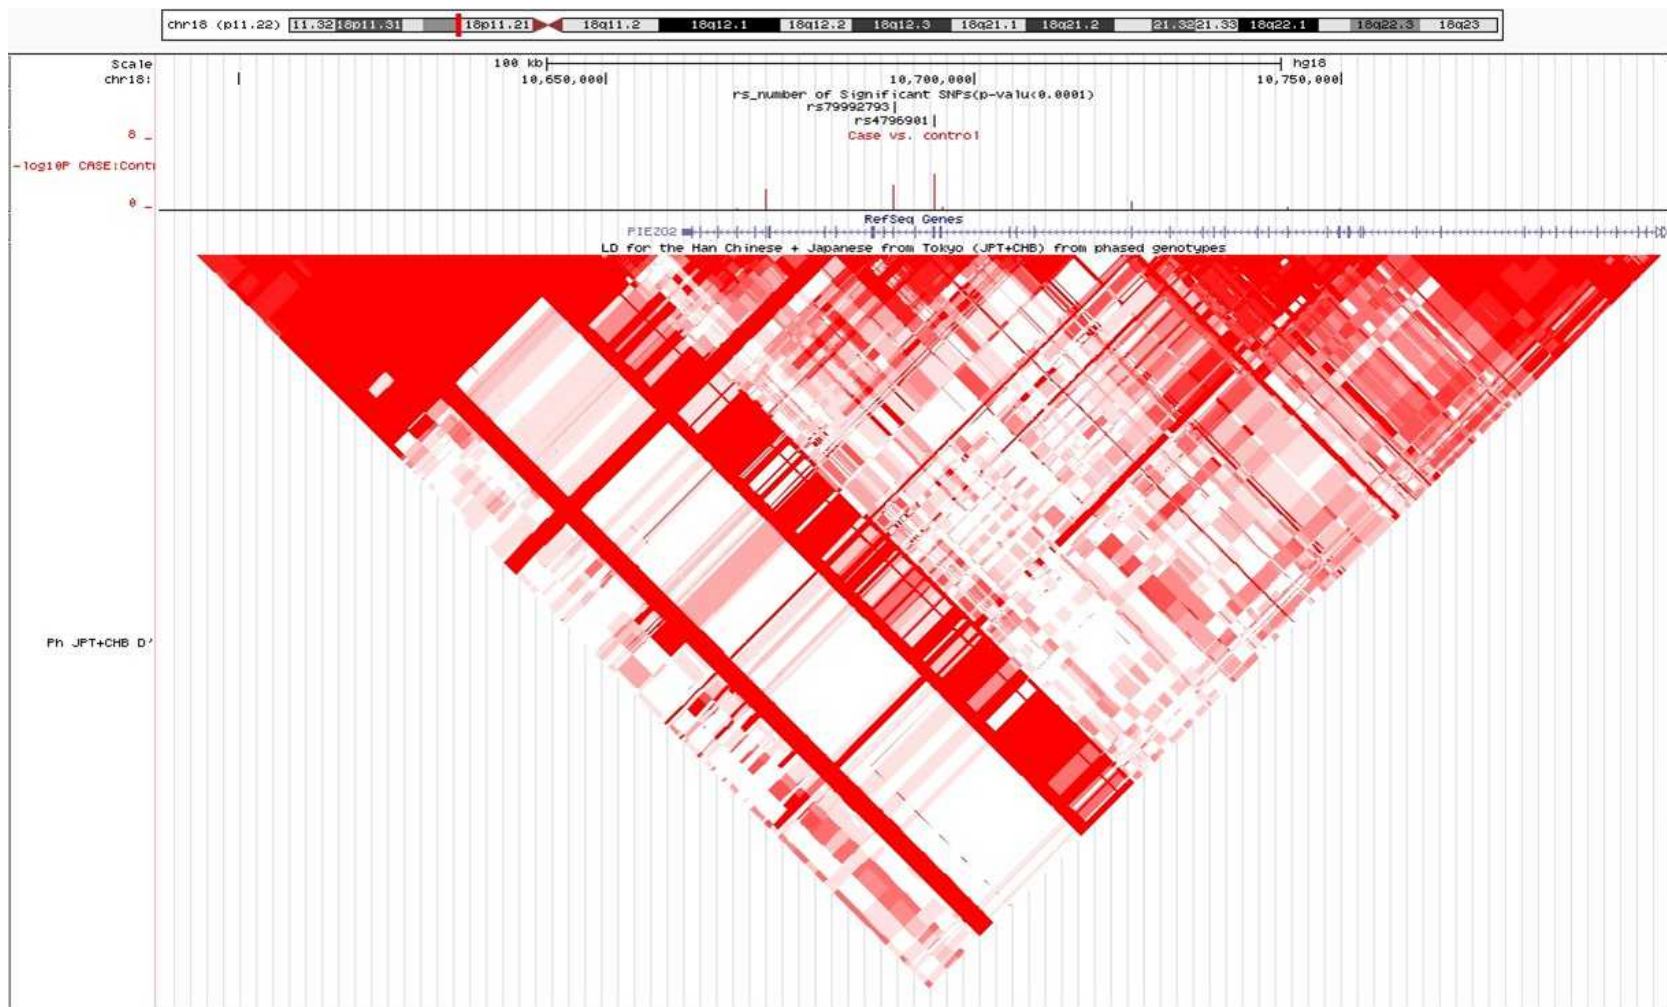 chr18 (p11.22) 11.32 18p11.31 18p11.21 18q11.2 18q12.1 18q12.2 18q12.3 18q21.1 18q21.2 21.32 21.33 18q22.1 18q22.3 18q23
Scale 100 kb hg18
chr18: 10,650,000 10,700,000 10,750,000
rs_number of Significant SNPs(p-valu<0.0001)
rs79992793
rs4796901
8 _ Case vs. control
-log10P CASE:Cont
0 _
RefSeq Genes
PIEZO2
LD for the Han Chinese + Japanese from Tokyo (JPT+CHB) from phased genotypes
Ph JPT+CHB D'